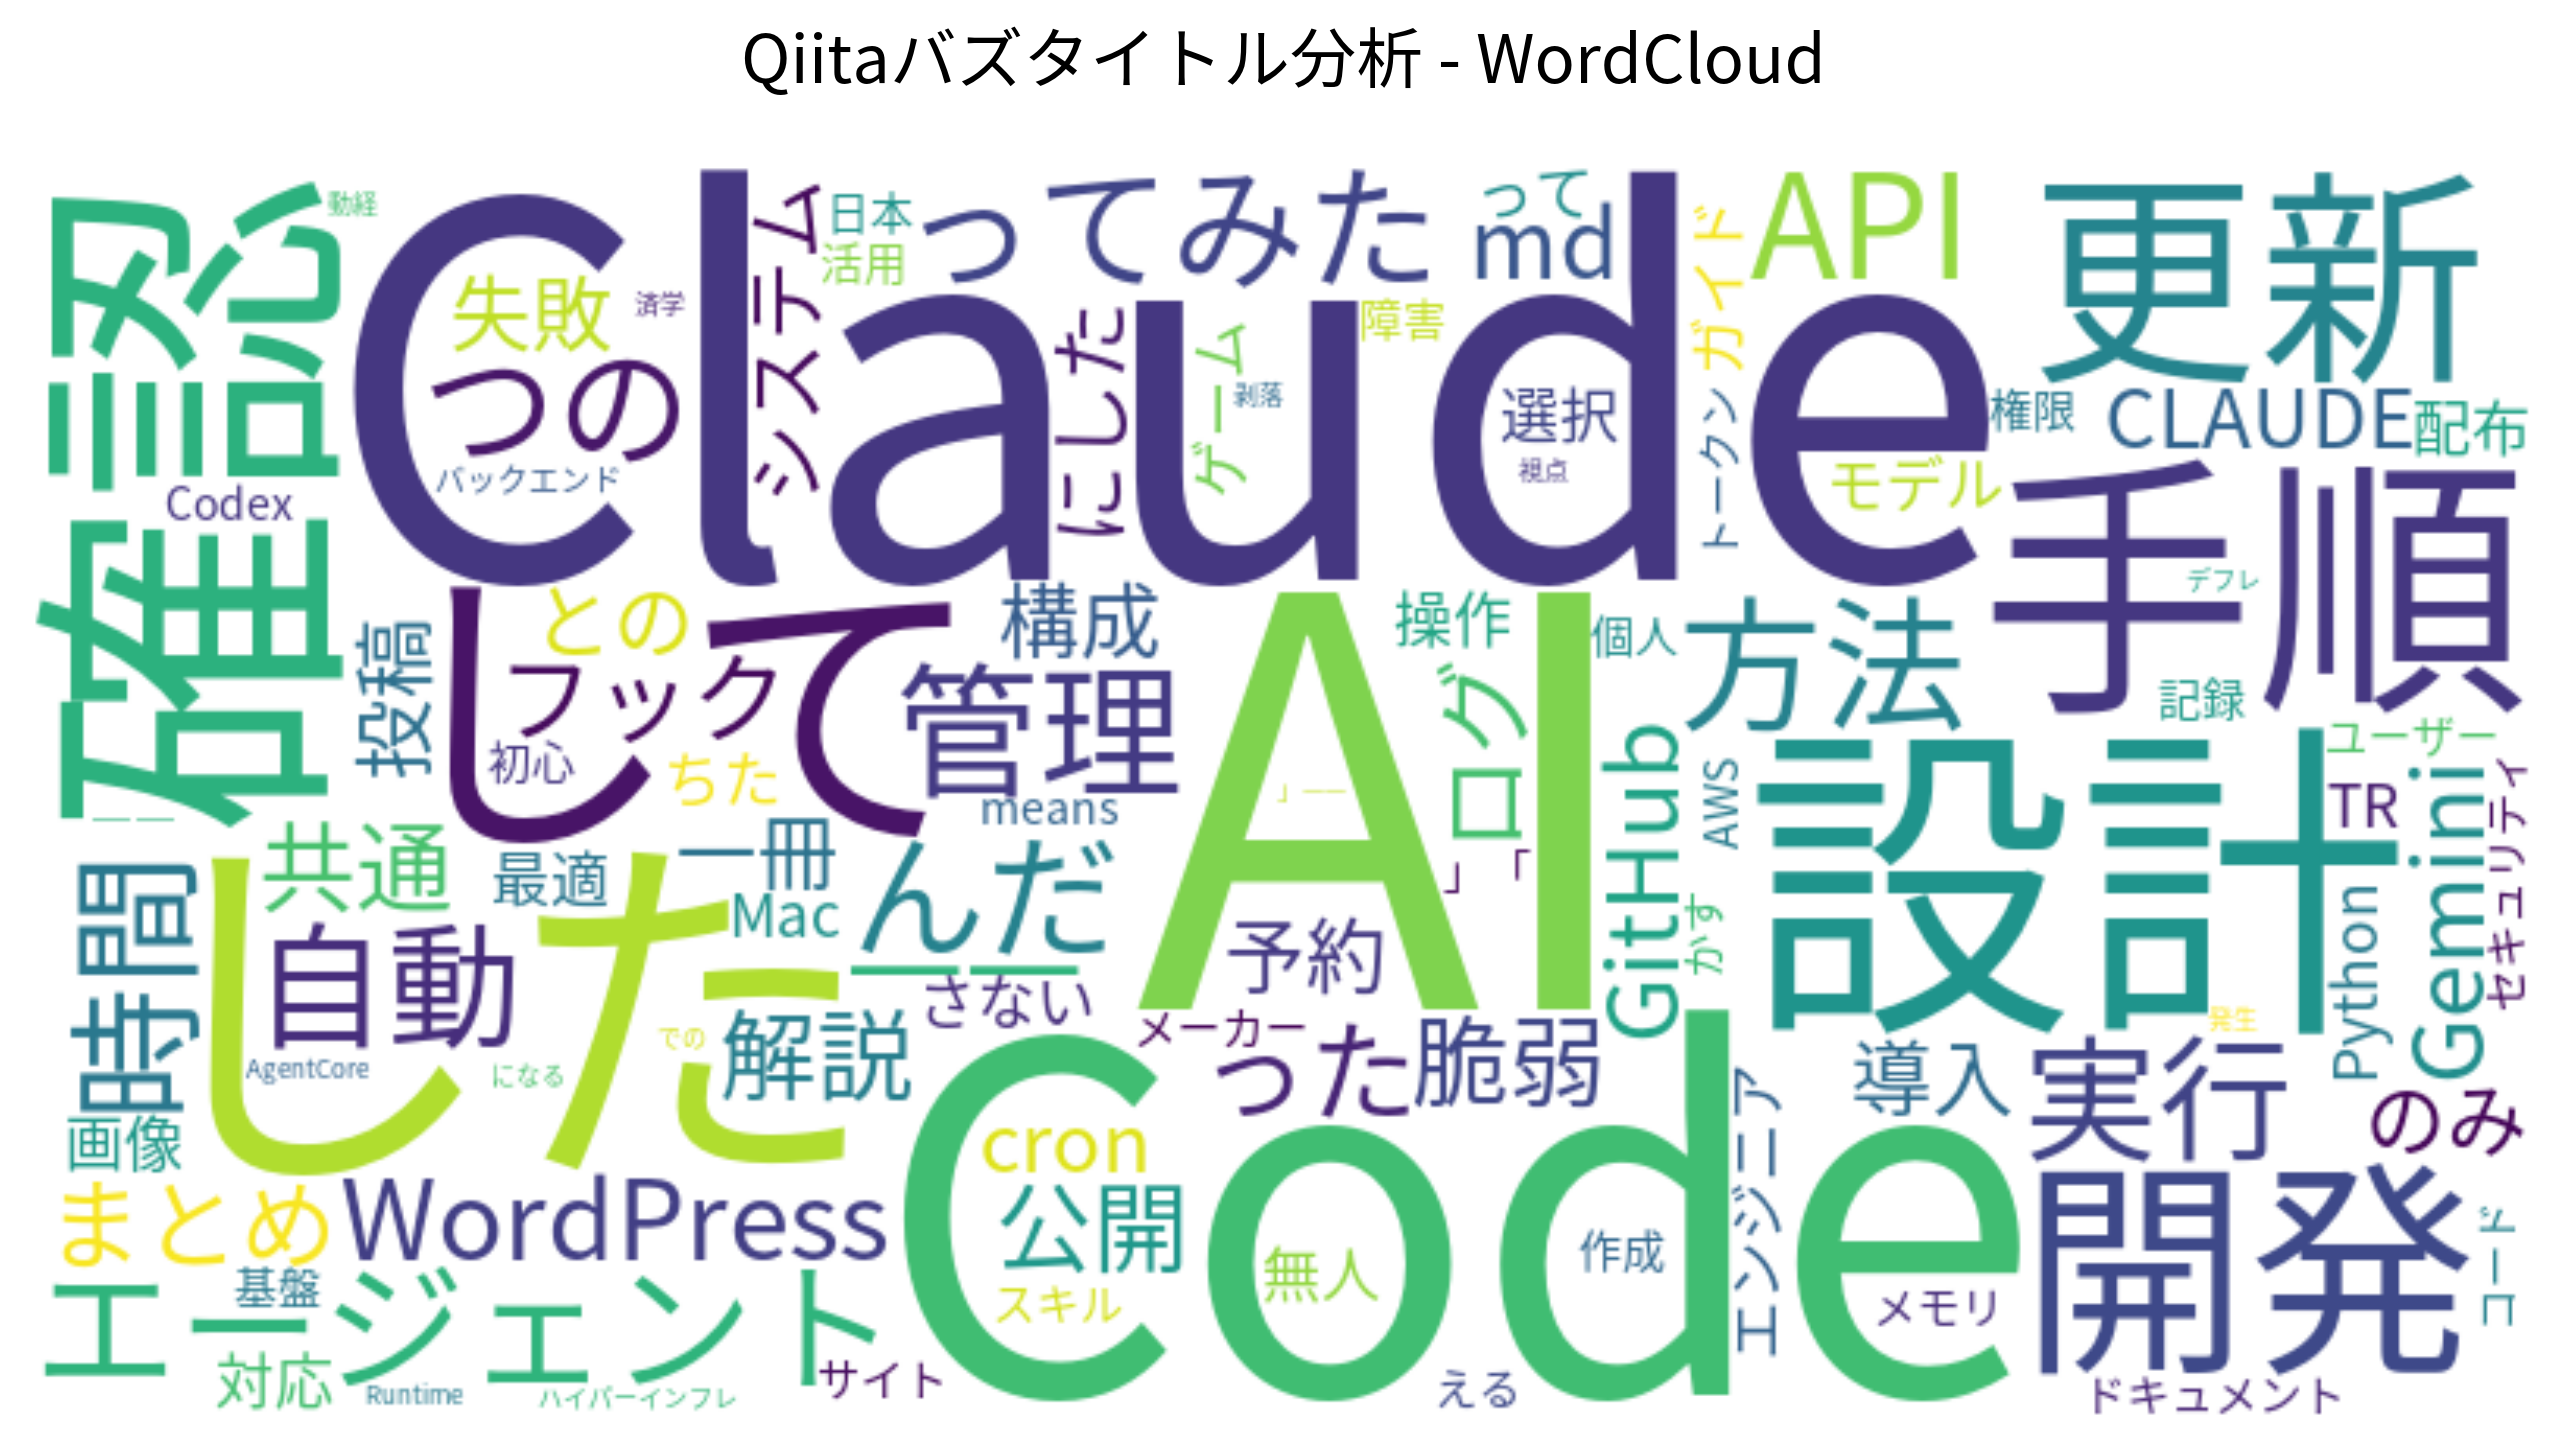 Qiitaバズタイトル分析 - WordCloud
確認
動経
Claude
失敗
済学
つの
バックエンド
システム
日本
活用
ってみた
って
md
にした
ゲーム
剥落
障害
選択
視点
ガイド
トークン
API
モデル
更新
権限
CLAUDE
配布
手順
デフレ
Codex
投稿
して
との
フック
初心
ちた
構成
管理
means
AI
」——
操作
ログ
」「
個人
方法
記録
GitHub
AWS
かす
設計
ユーザー
TR
Gemini
セキュリティ
Python
発生
——
時間
共通
最適
一冊
Mac
んだ
——
さない
した
自動
AgentCore
になる
での
解説
予約
メーカー
った
脆弱
エンジニア
導入
実行
のみ
画像
まとめ
WordPress
Code
cron
公開
スキル
無人
作成
メモリ
開発
コード
エージェント
基盤
対応
Runtime
ハイパーインフレ
サイト
える
ドキュメント